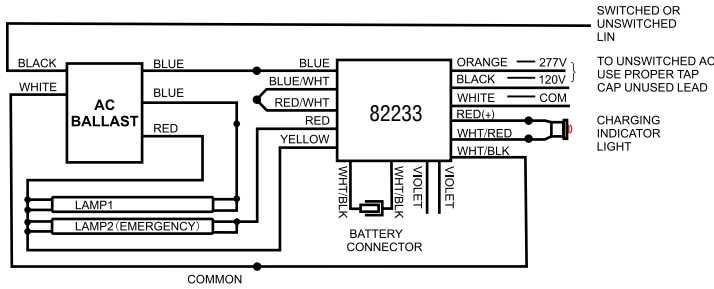 SWITCHED OR
UNSWITCHED
LIN
BLACK
BLUE
BLUE
ORANGE
277V
TO UNSWITCHED AC
USE PROPER TAP
CAP UNUSED LEAD
BLUE/WHT
BLACK
120V
WHITE
BLUE
RED/WHT
WHITE
COM
AC
BALLAST
82233
RED
RED
RED(+)
CHARGING
INDICATOR
LIGHT
YELLOW
WHT/RED
WHT/BLK
WHT/BLK
WHT/BLK
VIOLET
VIOLET
LAMP1
LAMP2(EMERGENCY)
BATTERY
CONNECTOR
COMMON